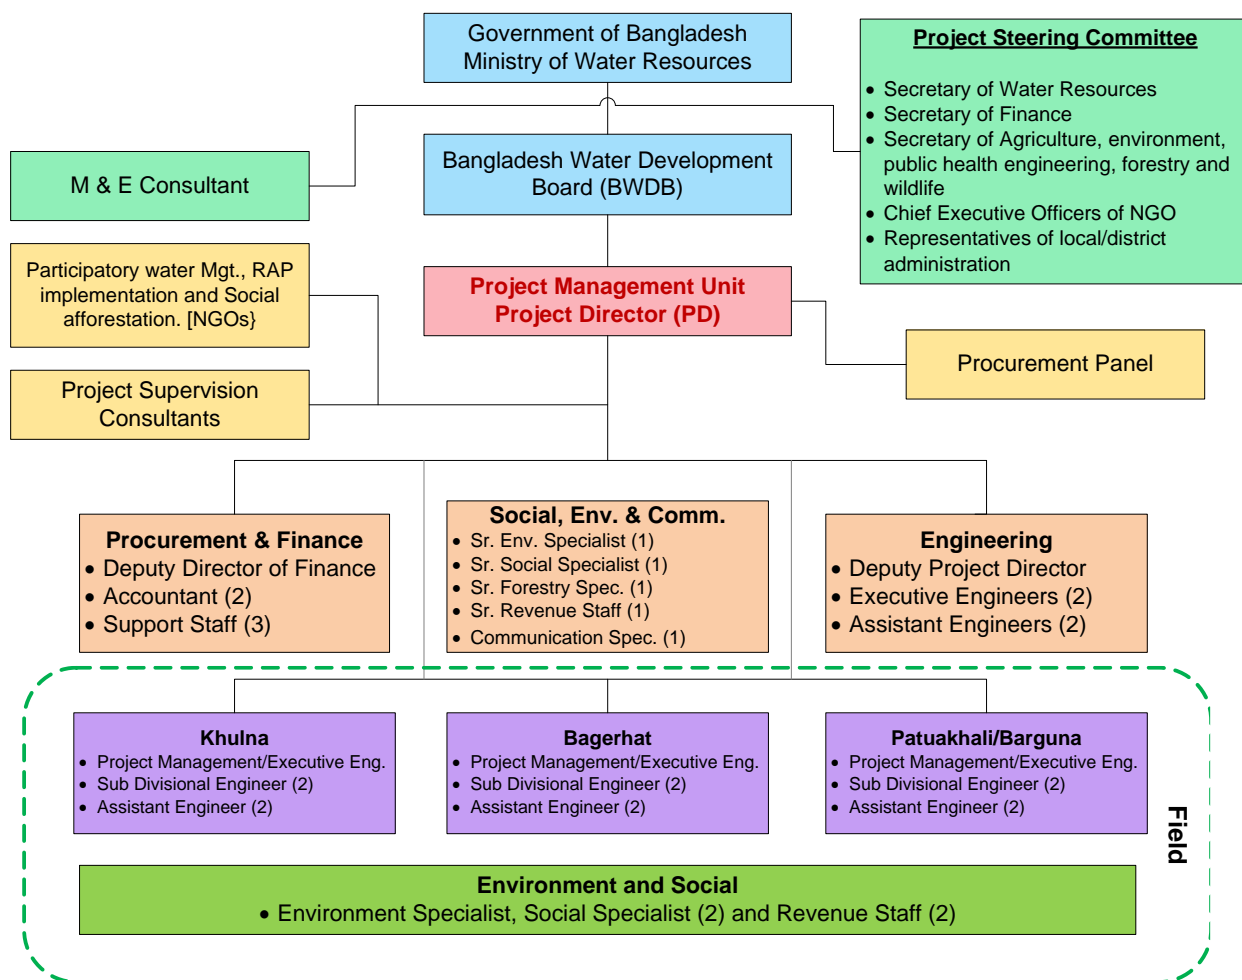 Government of Bangladesh
Ministry of Water Resources
Project Steering Committee
• Secretary of Water Resources
• Secretary of Finance
• Secretary of Agriculture, environment,
public health engineering, forestry and
wildlife
• Chief Executive Officers of NGO
• Representatives of local/district
administration
M & E Consultant
Bangladesh Water Development
Board (BWDB)
Participatory water Mgt., RAP
implementation and Social
afforestation. [NGOs}
Project Management Unit
Project Director (PD)
Procurement Panel
Project Supervision
Consultants
Procurement & Finance
• Deputy Director of Finance
• Accountant (2)
• Support Staff (3)
Social, Env. & Comm.
• Sr. Env. Specialist (1)
• Sr. Social Specialist (1)
• Sr. Forestry Spec. (1)
• Sr. Revenue Staff (1)
• Communication Spec. (1)
Engineering
• Deputy Project Director
• Executive Engineers (2)
• Assistant Engineers (2)
Khulna
• Project Management/Executive Eng.
• Sub Divisional Engineer (2)
• Assistant Engineer (2)
Bagerhat
• Project Management/Executive Eng.
• Sub Divisional Engineer (2)
• Assistant Engineer (2)
Patuakhali/Barguna
• Project Management/Executive Eng.
• Sub Divisional Engineer (2)
• Assistant Engineer (2)
Field
Environment and Social
• Environment Specialist, Social Specialist (2) and Revenue Staff (2)